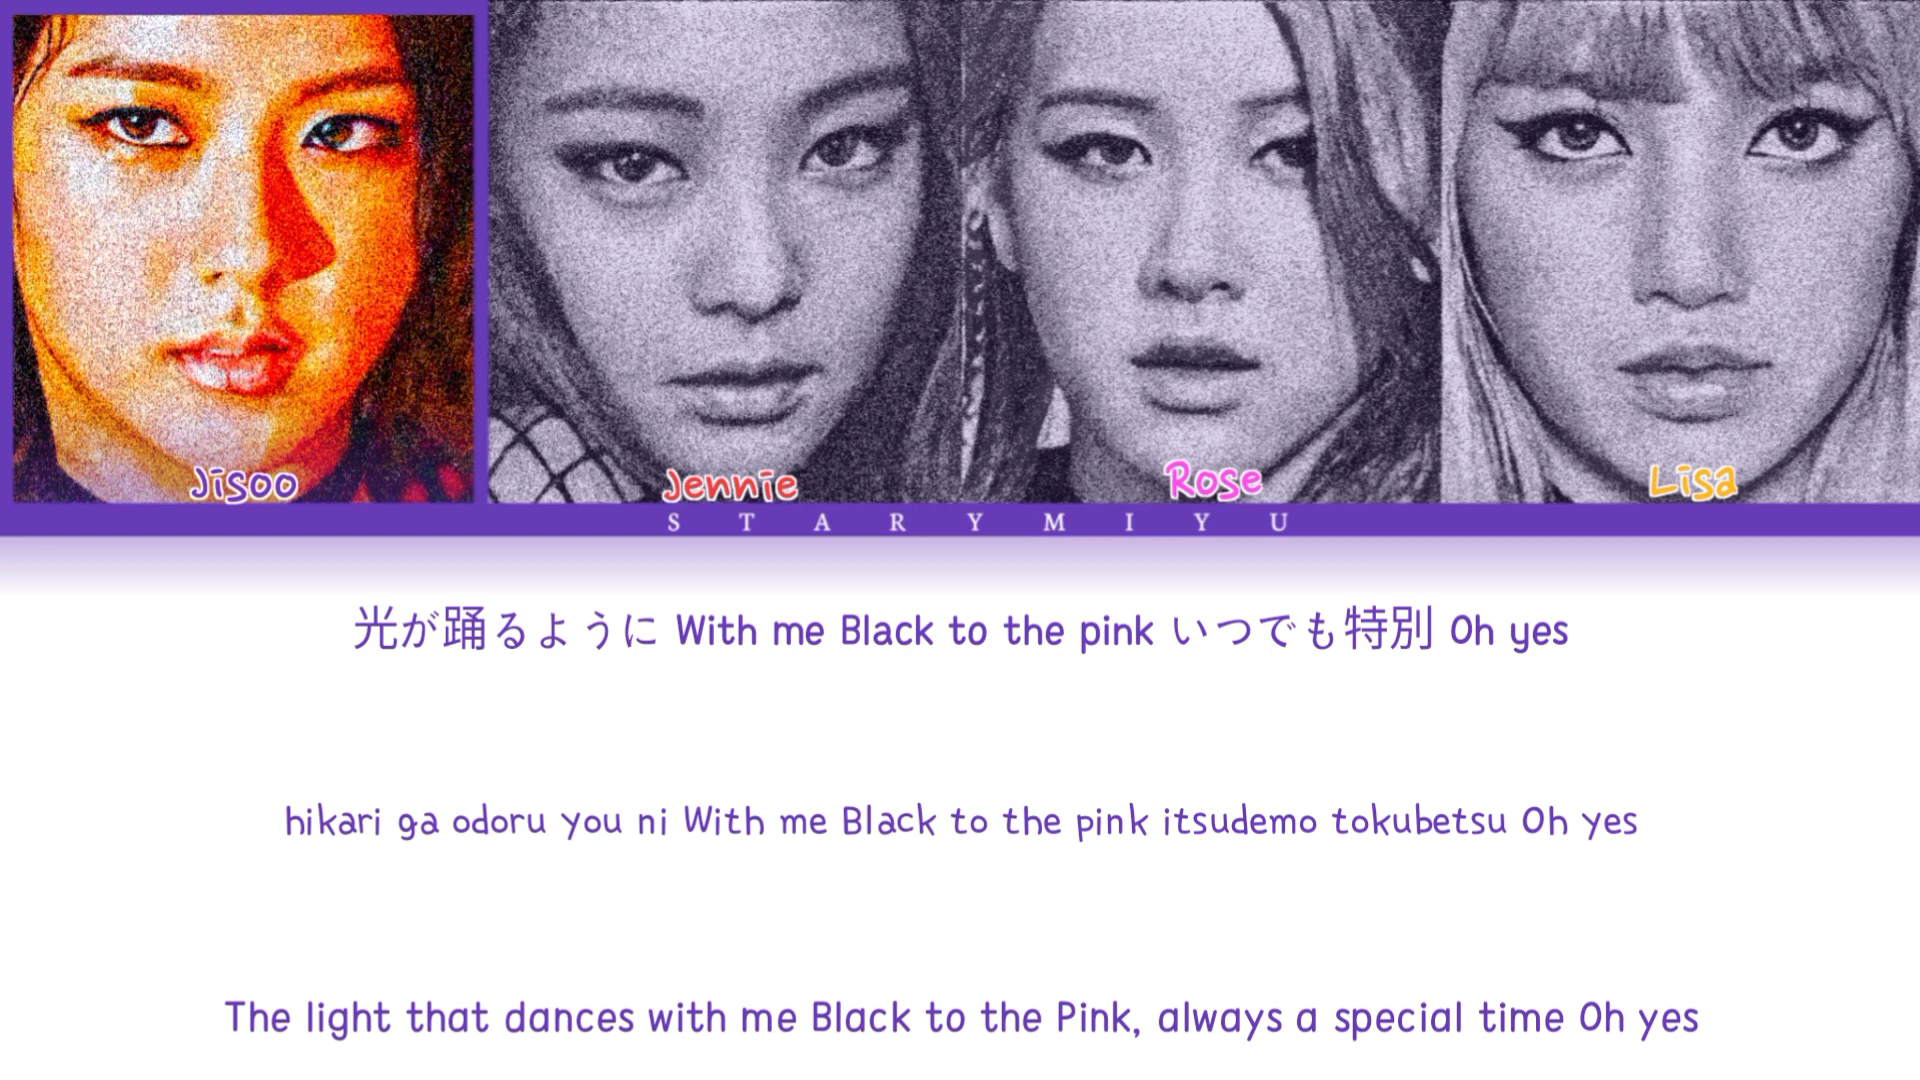 Jisoo
Jennie
Rose
Lisa
STARYMIYU
光が踊るように With me Black to the pink いつでも特別 Oh yes
hikari ga odoru you ni With me Black to the pink itsudemo tokubetsu Oh yes
The light that dances with me Black to the Pink, always a special time Oh yes